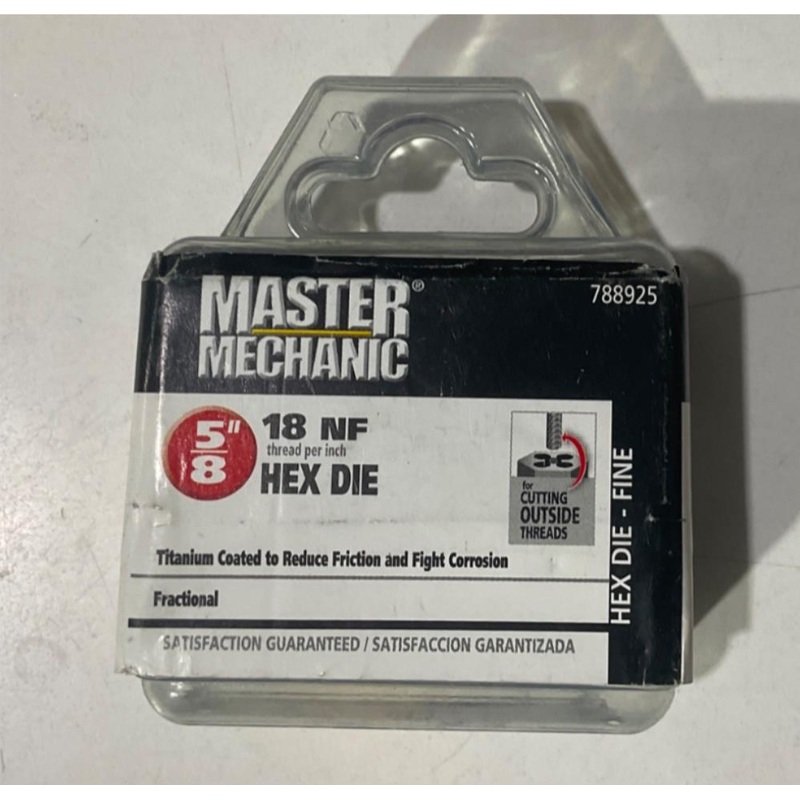 MASTER®
MECHANIC
788925
5"
8
18 NF
thread per inch
HEX DIE
for
CUTTING
OUTSIDE
THREADS
HEX DIE - FINE
Titanium Coated to Reduce Friction and Fight Corrosion
Fractional
SATISFACTION GUARANTEED / SATISFACCION GARANTIZADA